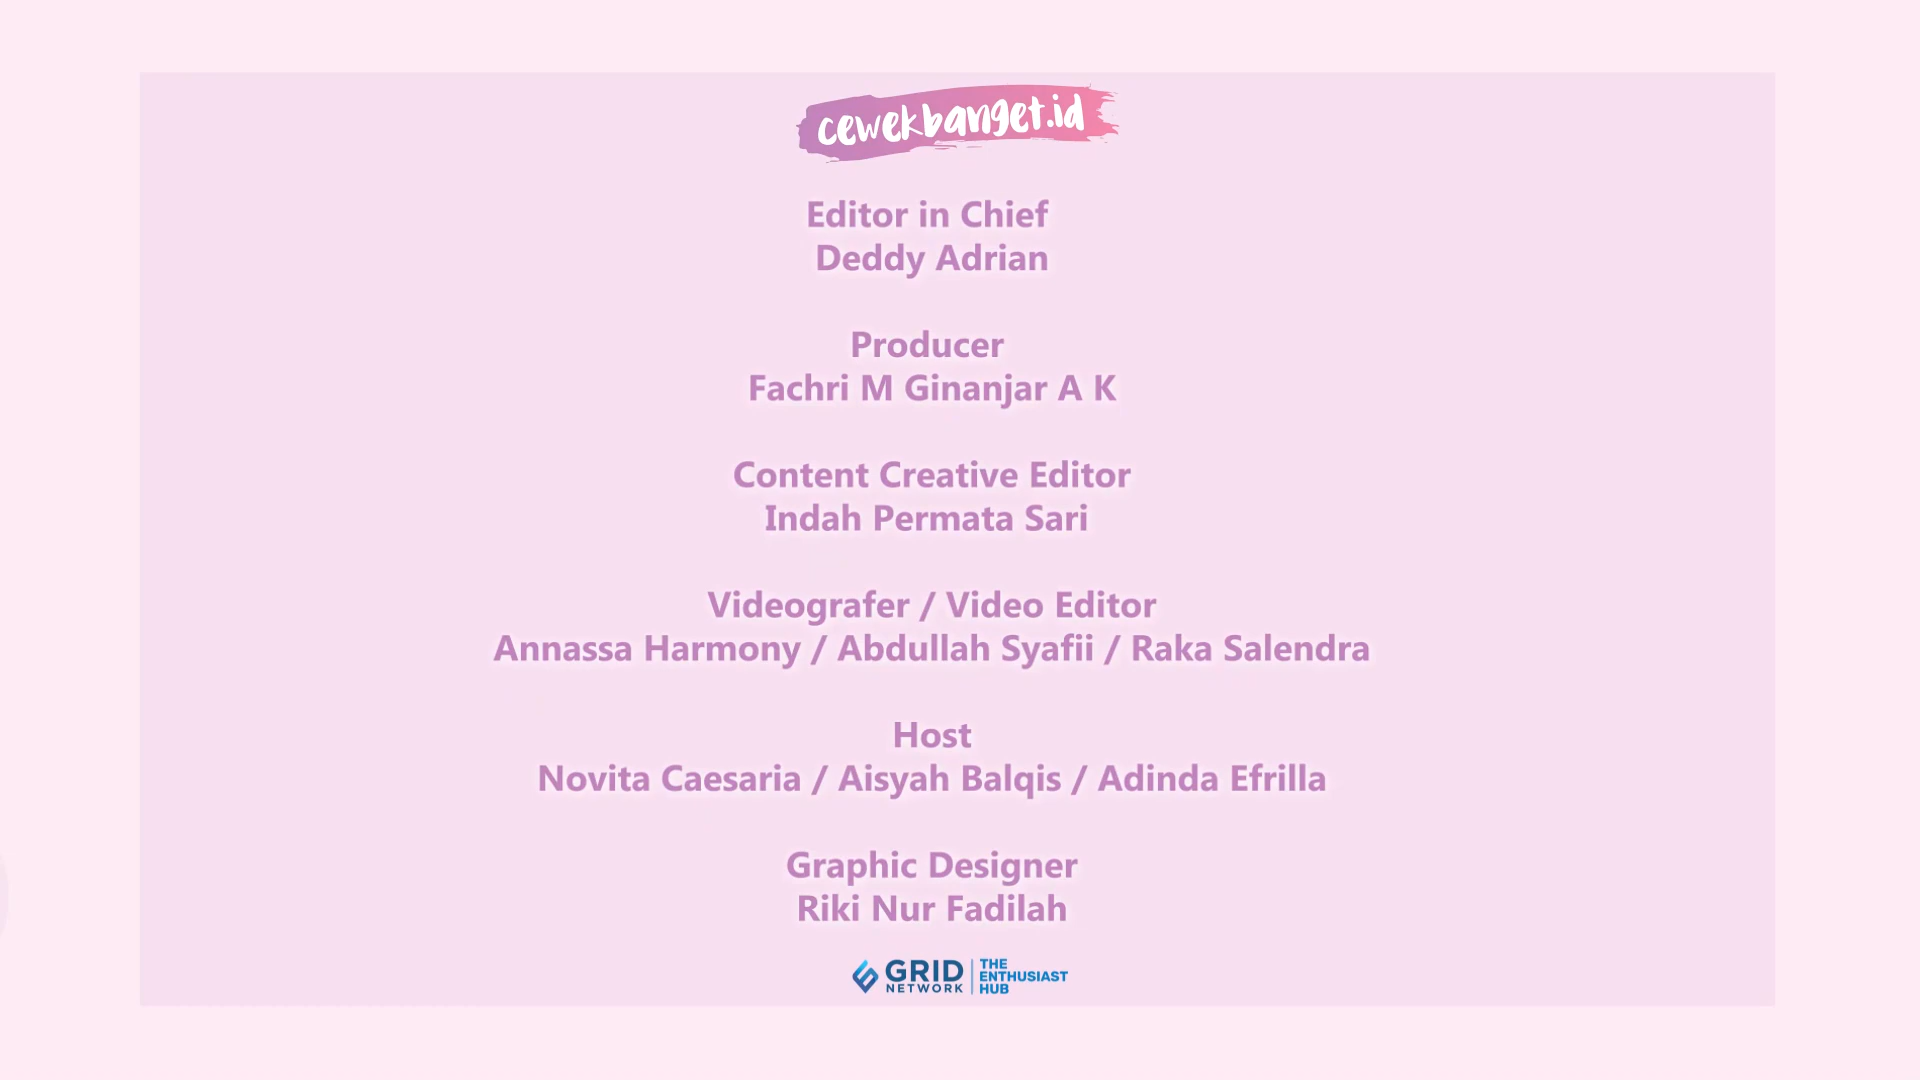 cewekbanget.id
Editor in Chief
Deddy Adrian
Producer
Fachri M Ginanjar A K
Content Creative Editor
Indah Permata Sari
Videografer / Video Editor
Annassa Harmony / Abdullah Syafii / Raka Salendra
Host
Novita Caesaria / Aisyah Balqis / Adinda Efrilla
Graphic Designer
Riki Nur Fadilah
GRID
NETWORK
THE
ENTHUSIAST
HUB